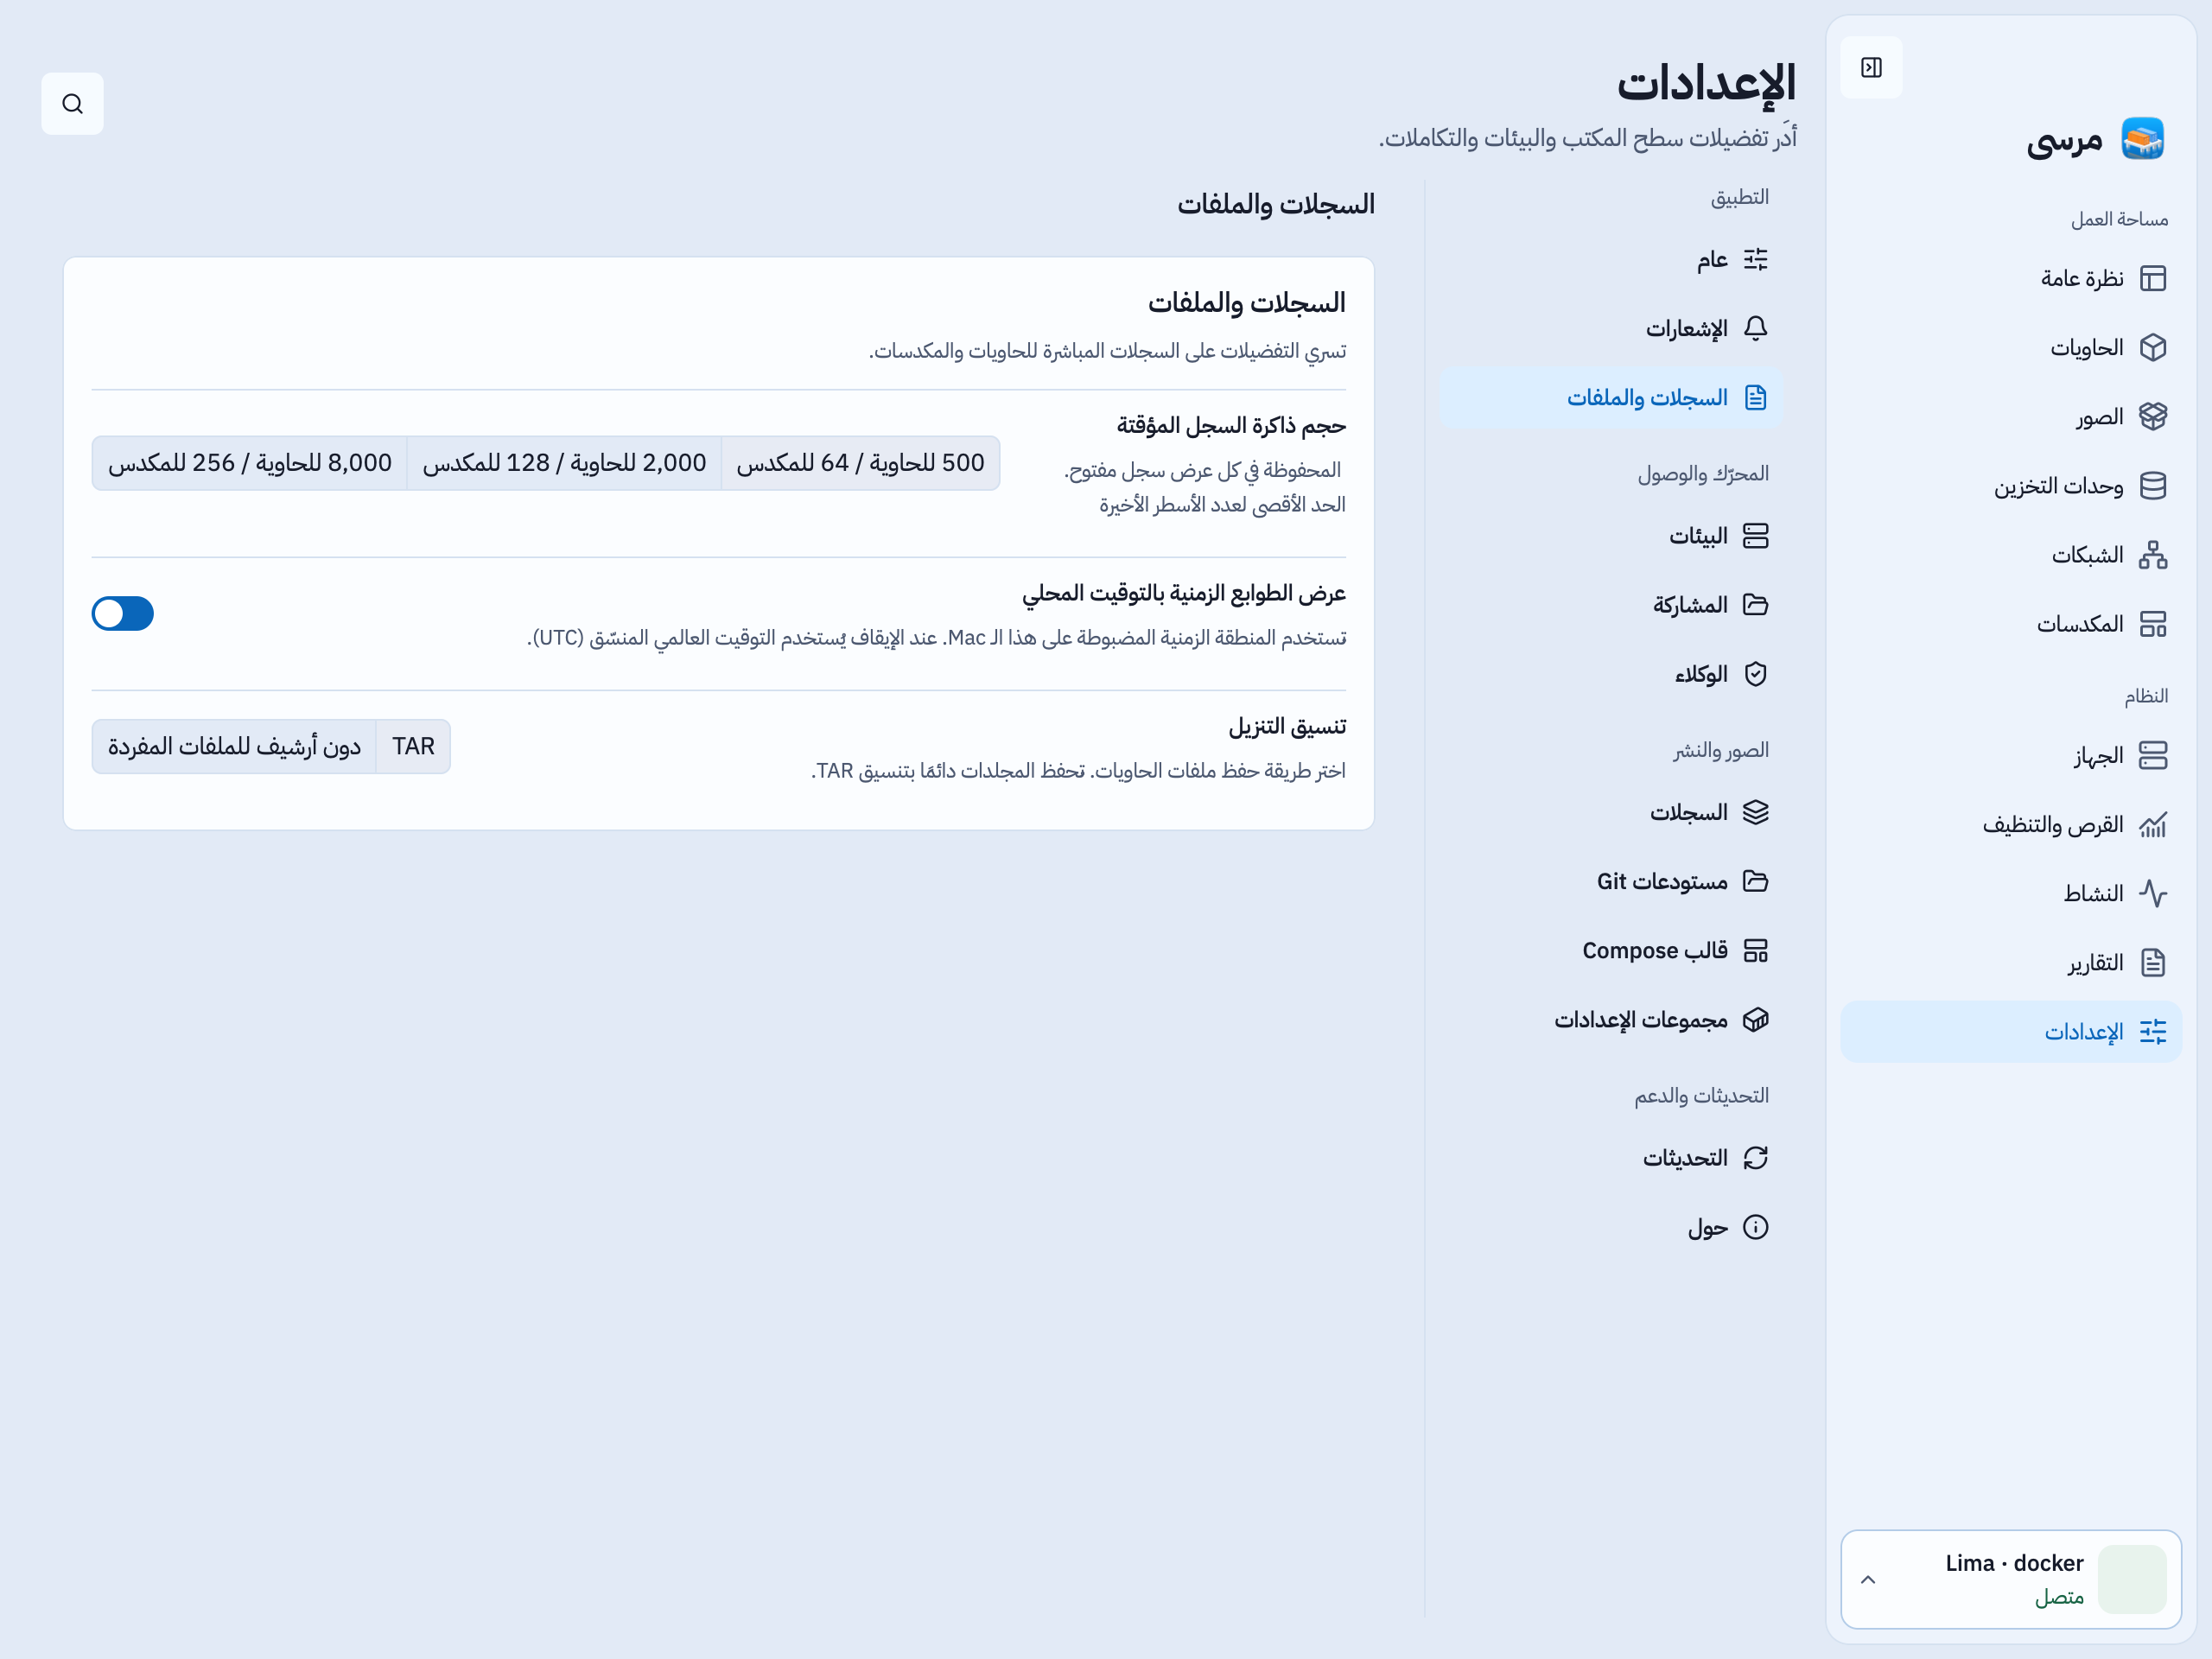 مرسى
مساحة العمل
نظرة عامة
الحاويات
الصور
وحدات التخزين
الشبكات
المكدسات
النظام
الجهاز
القرص والتنظيف
النشاط
التقارير
الإعدادات
Lima · docker
متصل
الإعدادات
أدَر تفضيلات سطح المكتب والبيئات والتكاملات.
التطبيق
عام
الإشعارات
السجلات والملفات
المحرّك والوصول
البيئات
المشاركة
الوكلاء
الصور والنشر
السجلات
مستودعات Git
قالب Compose
مجموعات الإعدادات
التحديثات والدعم
التحديثات
حول
السجلات والملفات
السجلات والملفات
تسري التفضيلات على السجلات المباشرة للحاويات والمكدسات.
حجم ذاكرة السجل المؤقتة
المحفوظة في كل عرض سجل مفتوح.
الحد الأقصى لعدد الأسطر الأخيرة
500 للحاوية / 64 للمكدس
2,000 للحاوية / 128 للمكدس
8,000 للحاوية / 256 للمكدس
عرض الطوابع الزمنية بالتوقيت المحلي
تستخدم المنطقة الزمنية المضبوطة على هذا الـ Mac. عند الإيقاف يُستخدم التوقيت العالمي المنسّق (UTC).
تنسيق التنزيل
اختر طريقة حفظ ملفات الحاويات. تُحفظ المجلدات دائمًا بتنسيق TAR.
TAR
دون أرشيف للملفات المفردة